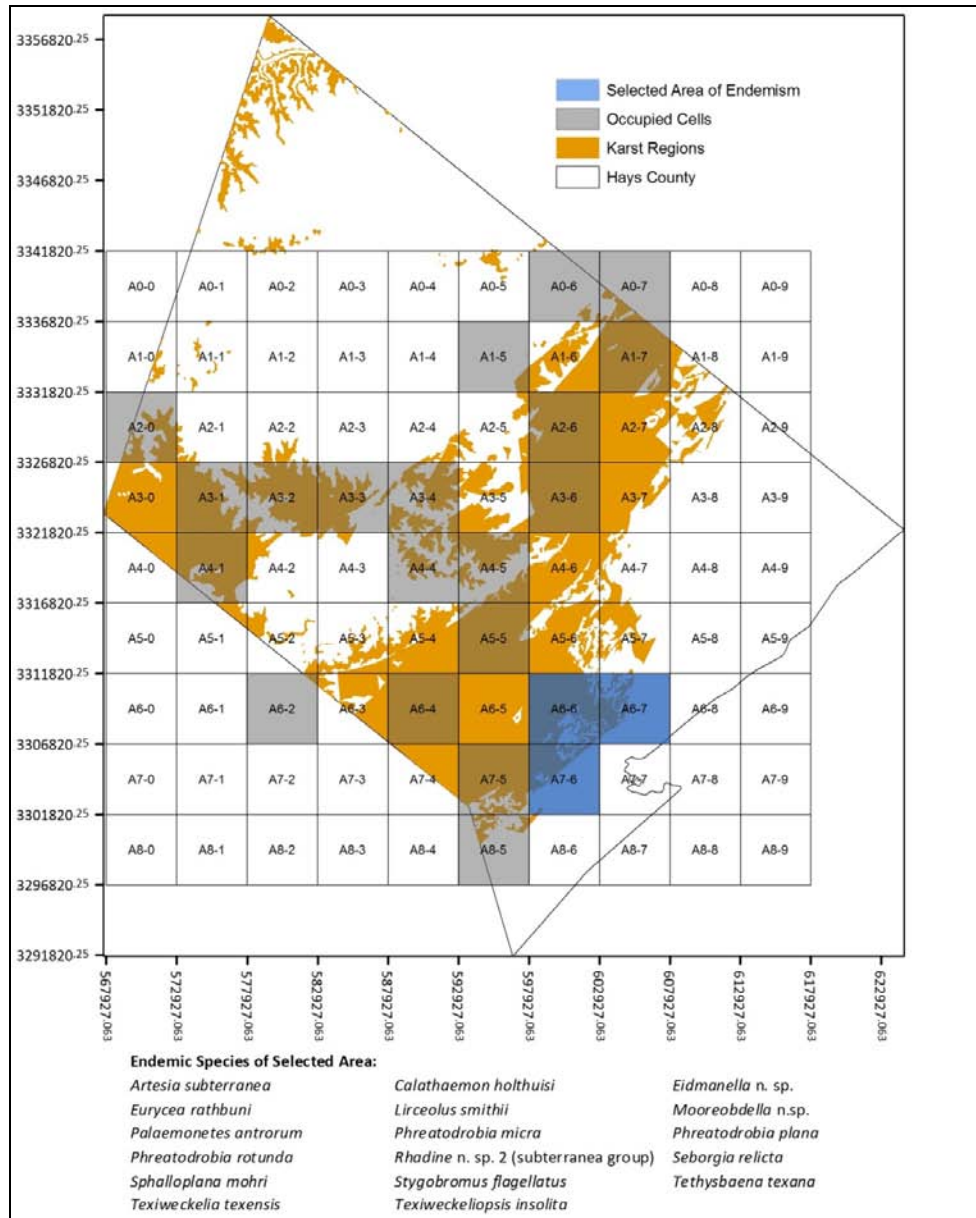 3356820.25
3351820.25
3346820.25
3341820.25
3336820.25
3331820.25
3326820.25
3321820.25
3316820.25
3311820.25
3306820.25
3301820.25
3296820.25
3291820.25
Selected Area of Endemism
Occupied Cells
Karst Regions
Hays County
A0-0 A0-1 A0-2 A0-3 A0-4 A0-5 A0-6 A0-7 A0-8 A0-9
A1-0 A1-1 A1-2 A1-3 A1-4 A1-5 A1-6 A1-7 A1-8 A1-9
A2-0 A2-1 A2-2 A2-3 A2-4 A2-5 A2-6 A2-7 A2-8 A2-9
A3-0 A3-1 A3-2 A3-3 A3-4 A3-5 A3-6 A3-7 A3-8 A3-9
A4-0 A4-1 A4-2 A4-3 A4-4 A4-5 A4-6 A4-7 A4-8 A4-9
A5-0 A5-1 A5-2 A5-3 A5-4 A5-5 A5-6 A5-7 A5-8 A5-9
A6-0 A6-1 A6-2 A6-3 A6-4 A6-5 A6-6 A6-7 A6-8 A6-9
A7-0 A7-1 A7-2 A7-3 A7-4 A7-5 A7-6 A7-7 A7-8 A7-9
A8-0 A8-1 A8-2 A8-3 A8-4 A8-5 A8-6 A8-7 A8-8 A8-9
567927.063
572927.063
577927.063
582927.063
587927.063
592927.063
597927.063
602927.063
607927.063
612927.063
617927.063
622927.063
Endemic Species of Selected Area:
Artesia subterranea Calathaemon holthuisi Eidmanella n. sp.
Eurycea rathbuni Lirceolus smithii Mooreobdella n.sp.
Palaemonetes antrorum Phreatodrobia micra Phreatodrobia plana
Phreatodrobia rotunda Rhadine n. sp. 2 (subterranea group) Seborgia relicta
Sphalloplana mohri Stygobromus flagellatus Tethysbaena texana
Texiweckelia texensis Texiweckeliopsis insolita